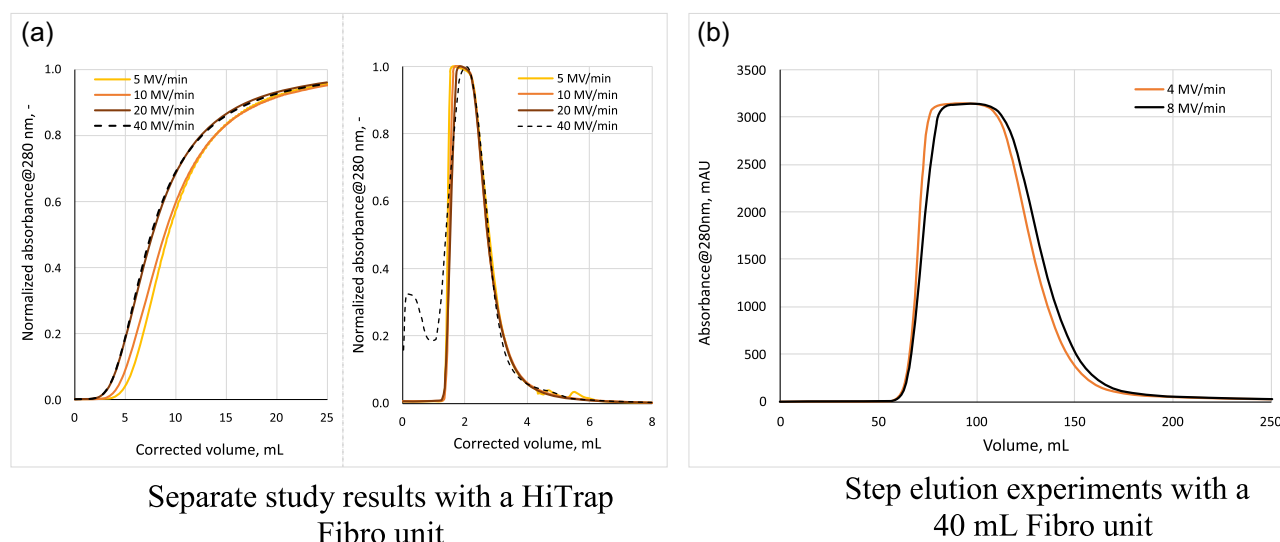 (a)
Normalized absorbance@280 nm, -
1.0
0.8
0.6
0.4
0.2
0.0
5 MV/min
10 MV/min
20 MV/min
40 MV/min
0 5 10 15 20 25
Corrected volume, mL
Normalized absorbance@280 nm, -
1.0
0.8
0.6
0.4
0.2
0.0
5 MV/min
10 MV/min
20 MV/min
40 MV/min
0 2 4 6 8
Corrected volume, mL
Separate study results with a HiTrap
Fibro unit
(b)
Absorbance@280nm, mAU
3500
3000
2500
2000
1500
1000
500
0
4 MV/min
8 MV/min
0 50 100 150 200 250
Volume, mL
Step elution experiments with a
40 mL Fibro unit